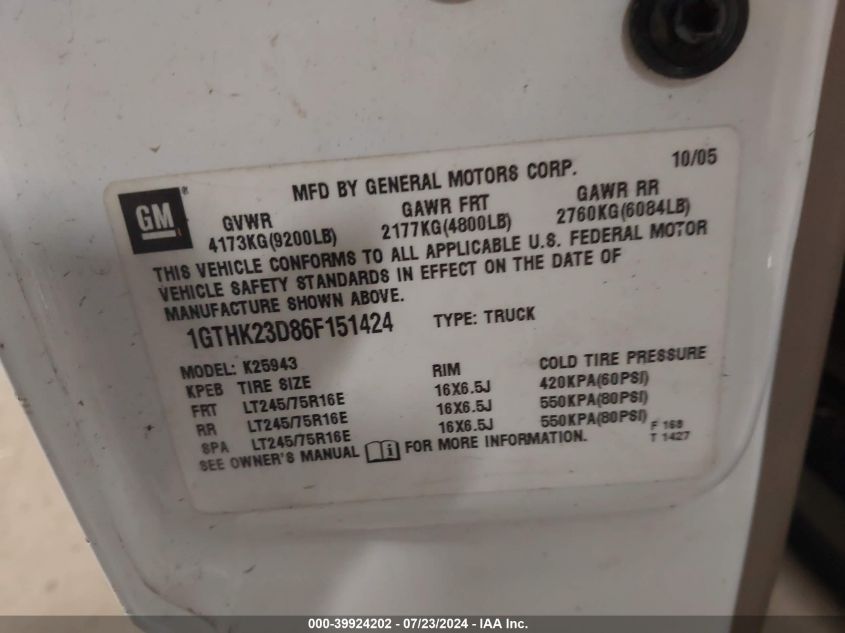 MFD BY GENERAL MOTORS CORP. 10/05
GM ®
GVWR GAWR FRT GAWR RR
4173KG(9200LB) 2177KG(4800LB) 2760KG(6084LB)
THIS VEHICLE CONFORMS TO ALL APPLICABLE U.S. FEDERAL MOTOR
VEHICLE SAFETY STANDARDS IN EFFECT ON THE DATE OF
MANUFACTURE SHOWN ABOVE.
1GTHK23D86F151424 TYPE: TRUCK
MODEL: K25943
KPEB TIRE SIZE RIM COLD TIRE PRESSURE
FRT LT245/75R16E 16X6.5J 420KPA(60PSI)
RR LT245/75R16E 16X6.5J 550KPA(80PSI)
SPA LT245/75R16E 16X6.5J 550KPA(80PSI)
SEE OWNER'S MANUAL i FOR MORE INFORMATION. F 168
T 1427
000-39924202 - 07/23/2024 - IAA Inc.